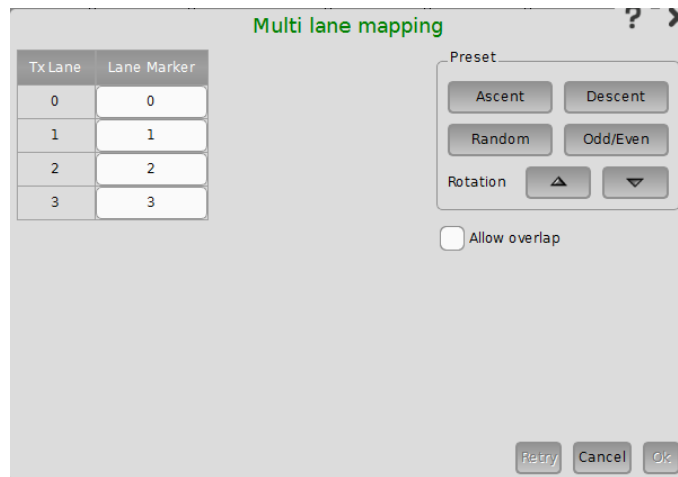 Multi lane mapping
?
Tx Lane Lane Marker
0 0
1 1
2 2
3 3
Preset
Ascent Descent
Random Odd/Even
Rotation
Allow overlap
Retry Cancel Ok